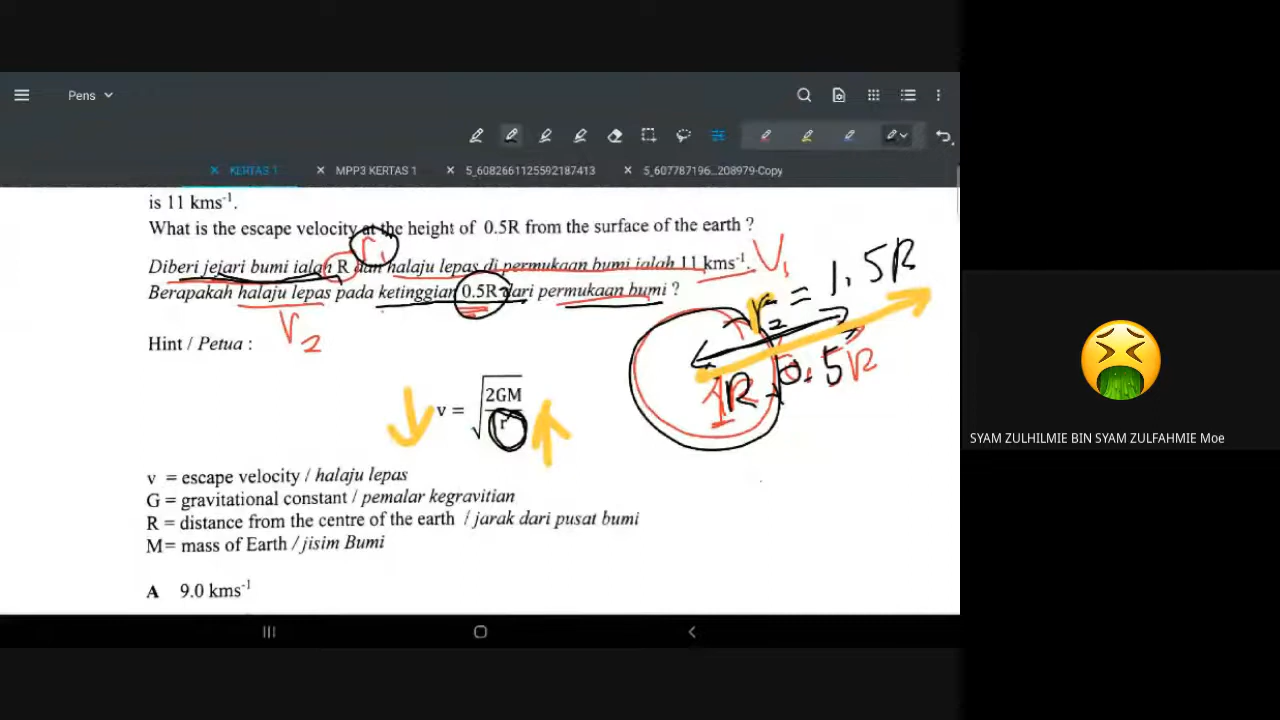 Pens
KERTAS 1
MPP3 KERTAS 1
5_6082661125592187413
5_607787196...208979-Copy
is 11 kms⁻¹.
What is the escape velocity at the height of 0.5R from the surface of the earth ?
r₁
Diberi jejari bumi ialah R dan halaju lepas di permukaan bumi ialah 11 kms⁻¹.
V₁
Berapakah halaju lepas pada ketinggian 0.5R dari permukaan bumi ?
r₂ = 1.5R
V₂
Hint / Petua :
R
0.5R
v = √(2GM/r)
v = escape velocity / halaju lepas
G = gravitational constant / pemalar kegravitian
R = distance from the centre of the earth / jarak dari pusat bumi
M= mass of Earth / jisim Bumi
A 9.0 kms⁻¹
SYAM ZULHILMIE BIN SYAM ZULFAHMIE Moe